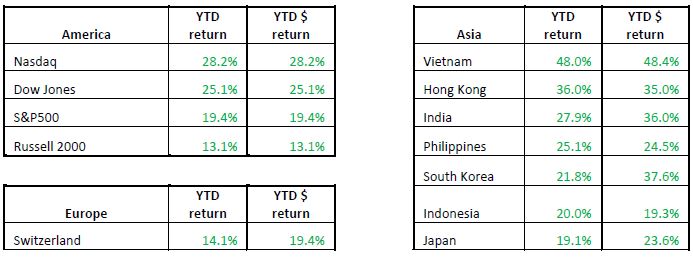 America YTD return YTD $ return
Nasdaq 28.2% 28.2%
Dow Jones 25.1% 25.1%
S&P500 19.4% 19.4%
Russell 2000 13.1% 13.1%
Europe YTD return YTD $ return
Switzerland 14.1% 19.4%
Asia YTD return YTD $ return
Vietnam 48.0% 48.4%
Hong Kong 36.0% 35.0%
India 27.9% 36.0%
Philippines 25.1% 24.5%
South Korea 21.8% 37.6%
Indonesia 20.0% 19.3%
Japan 19.1% 23.6%